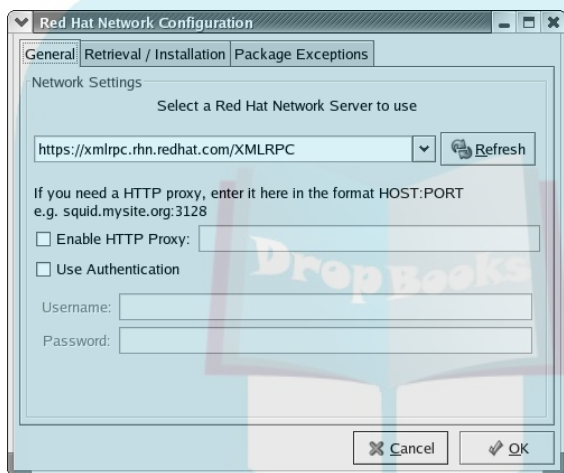 Red Hat Network Configuration
General Retrieval / Installation Package Exceptions
Network Settings
Select a Red Hat Network Server to use
https://xmlrpc.rhn.redhat.com/XMLRPC Refresh
If you need a HTTP proxy, enter it here in the format HOST:PORT
e.g. squid.mysite.org:3128
Enable HTTP Proxy:
Use Authentication
DropBooks
Username:
Password:
Cancel OK